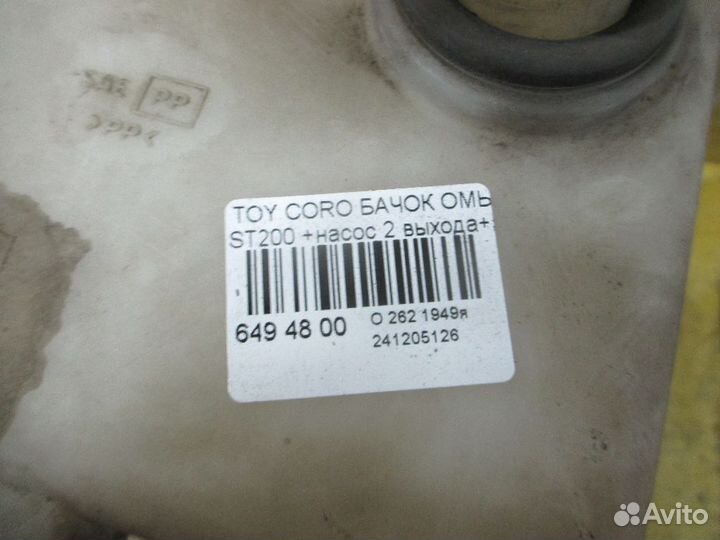 PP
TOY CORO БАЧОК ОМЫ
ST200 +насос 2 выхода+
649 48 00
О 262 1949я
241205126
Avito